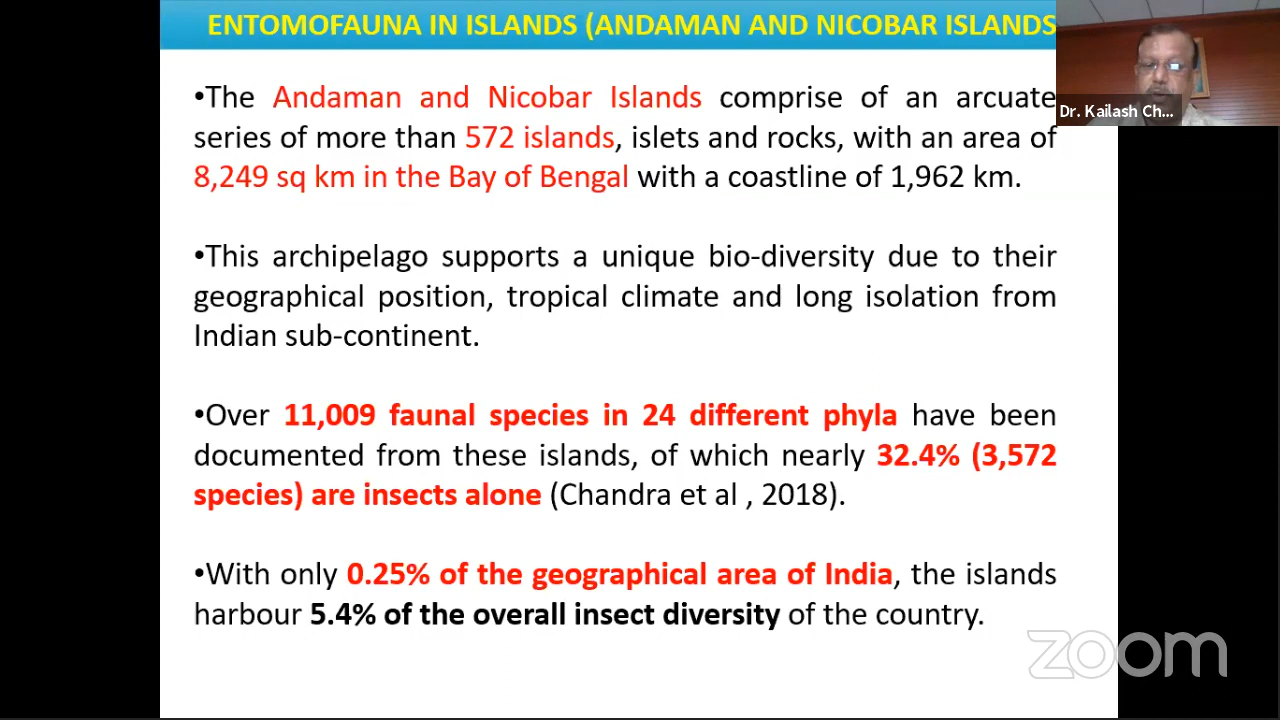 ENTOMOFAUNA IN ISLANDS (ANDAMAN AND NICOBAR ISLANDS
Dr. Kailash Ch...
•The Andaman and Nicobar Islands comprise of an arcuate
series of more than 572 islands, islets and rocks, with an area of
8,249 sq km in the Bay of Bengal with a coastline of 1,962 km.
•This archipelago supports a unique bio-diversity due to their
geographical position, tropical climate and long isolation from
Indian sub-continent.
•Over 11,009 faunal species in 24 different phyla have been
documented from these islands, of which nearly 32.4% (3,572
species) are insects alone (Chandra et al , 2018).
•With only 0.25% of the geographical area of India, the islands
harbour 5.4% of the overall insect diversity of the country.
zoom